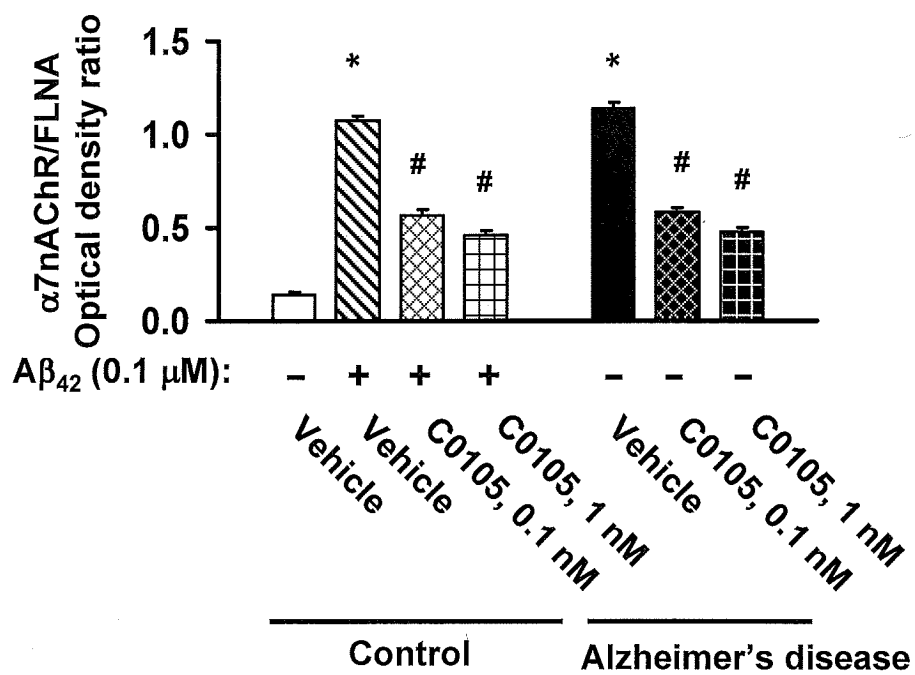 α7nAChR/FLNA
Optical density ratio
1.5
1.0
0.5
0.0
*
#
#
*
#
#
Aβ₄₂ (0.1 μM): − + + + − − −
Vehicle
Vehicle
C0105, 0.1 nM
C0105, 1 nM
Vehicle
C0105, 0.1 nM
C0105, 1 nM
Control
Alzheimer's disease